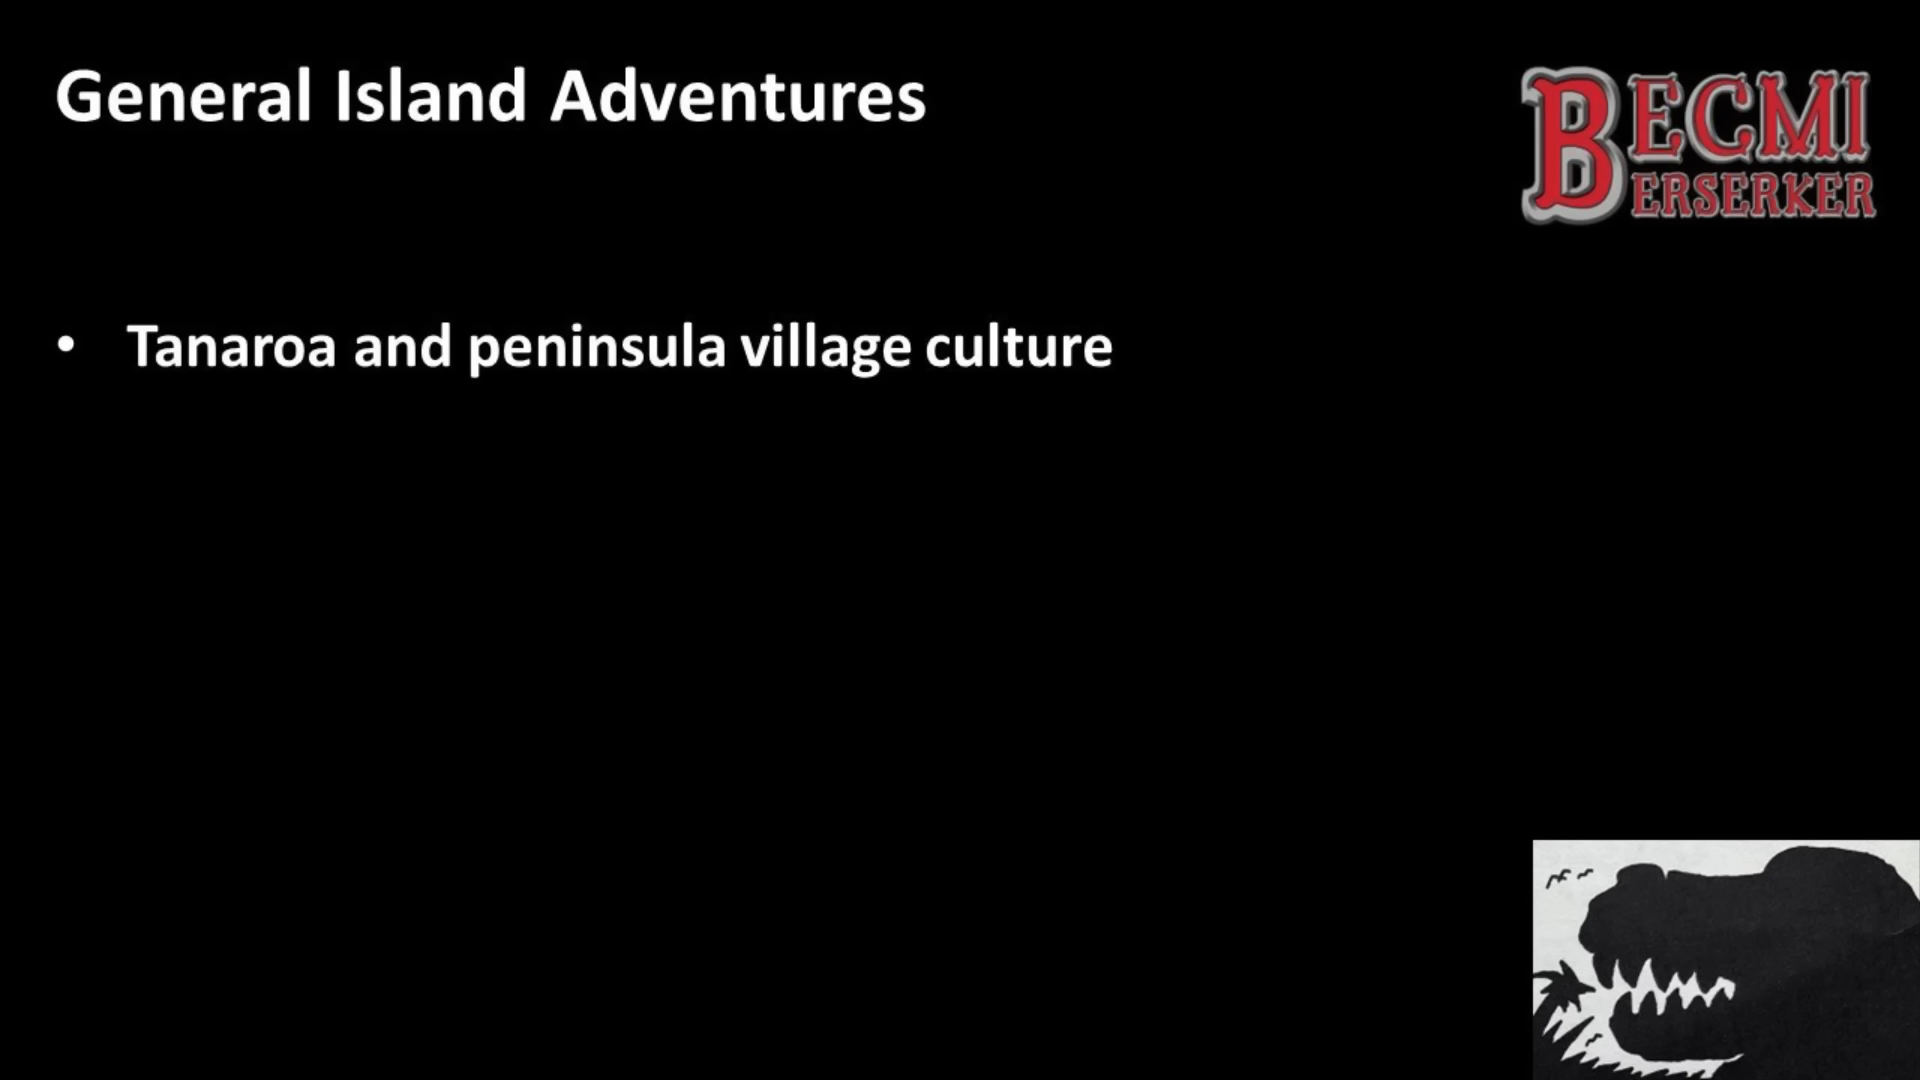 General Island Adventures
BECMI
BERSERKER
• Tanaroa and peninsula village culture